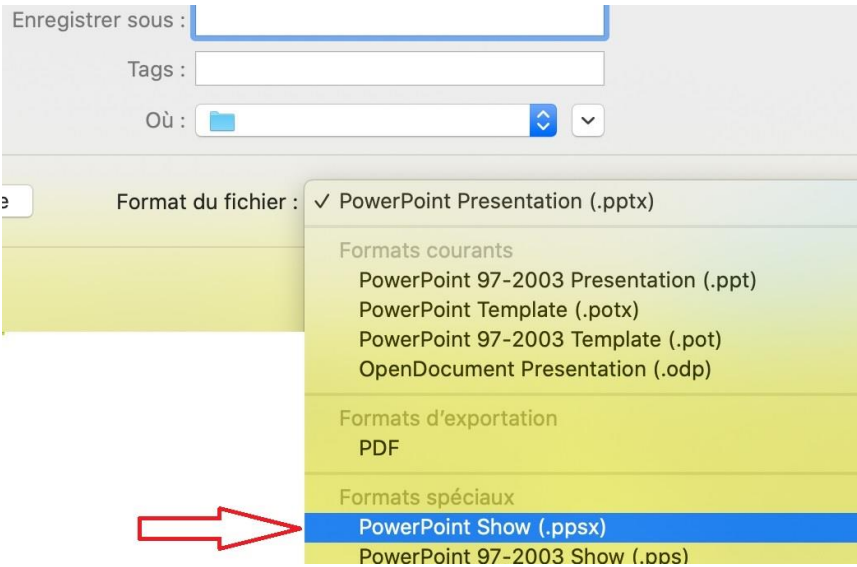 Enregistrer sous :
Tags :
Où :
Format du fichier : ✓ PowerPoint Presentation (.pptx)
Formats courants
PowerPoint 97-2003 Presentation (.ppt)
PowerPoint Template (.potx)
PowerPoint 97-2003 Template (.pot)
OpenDocument Presentation (.odp)
Formats d'exportation
PDF
Formats spéciaux
PowerPoint Show (.ppsx)
PowerPoint 97-2003 Show (.pps)